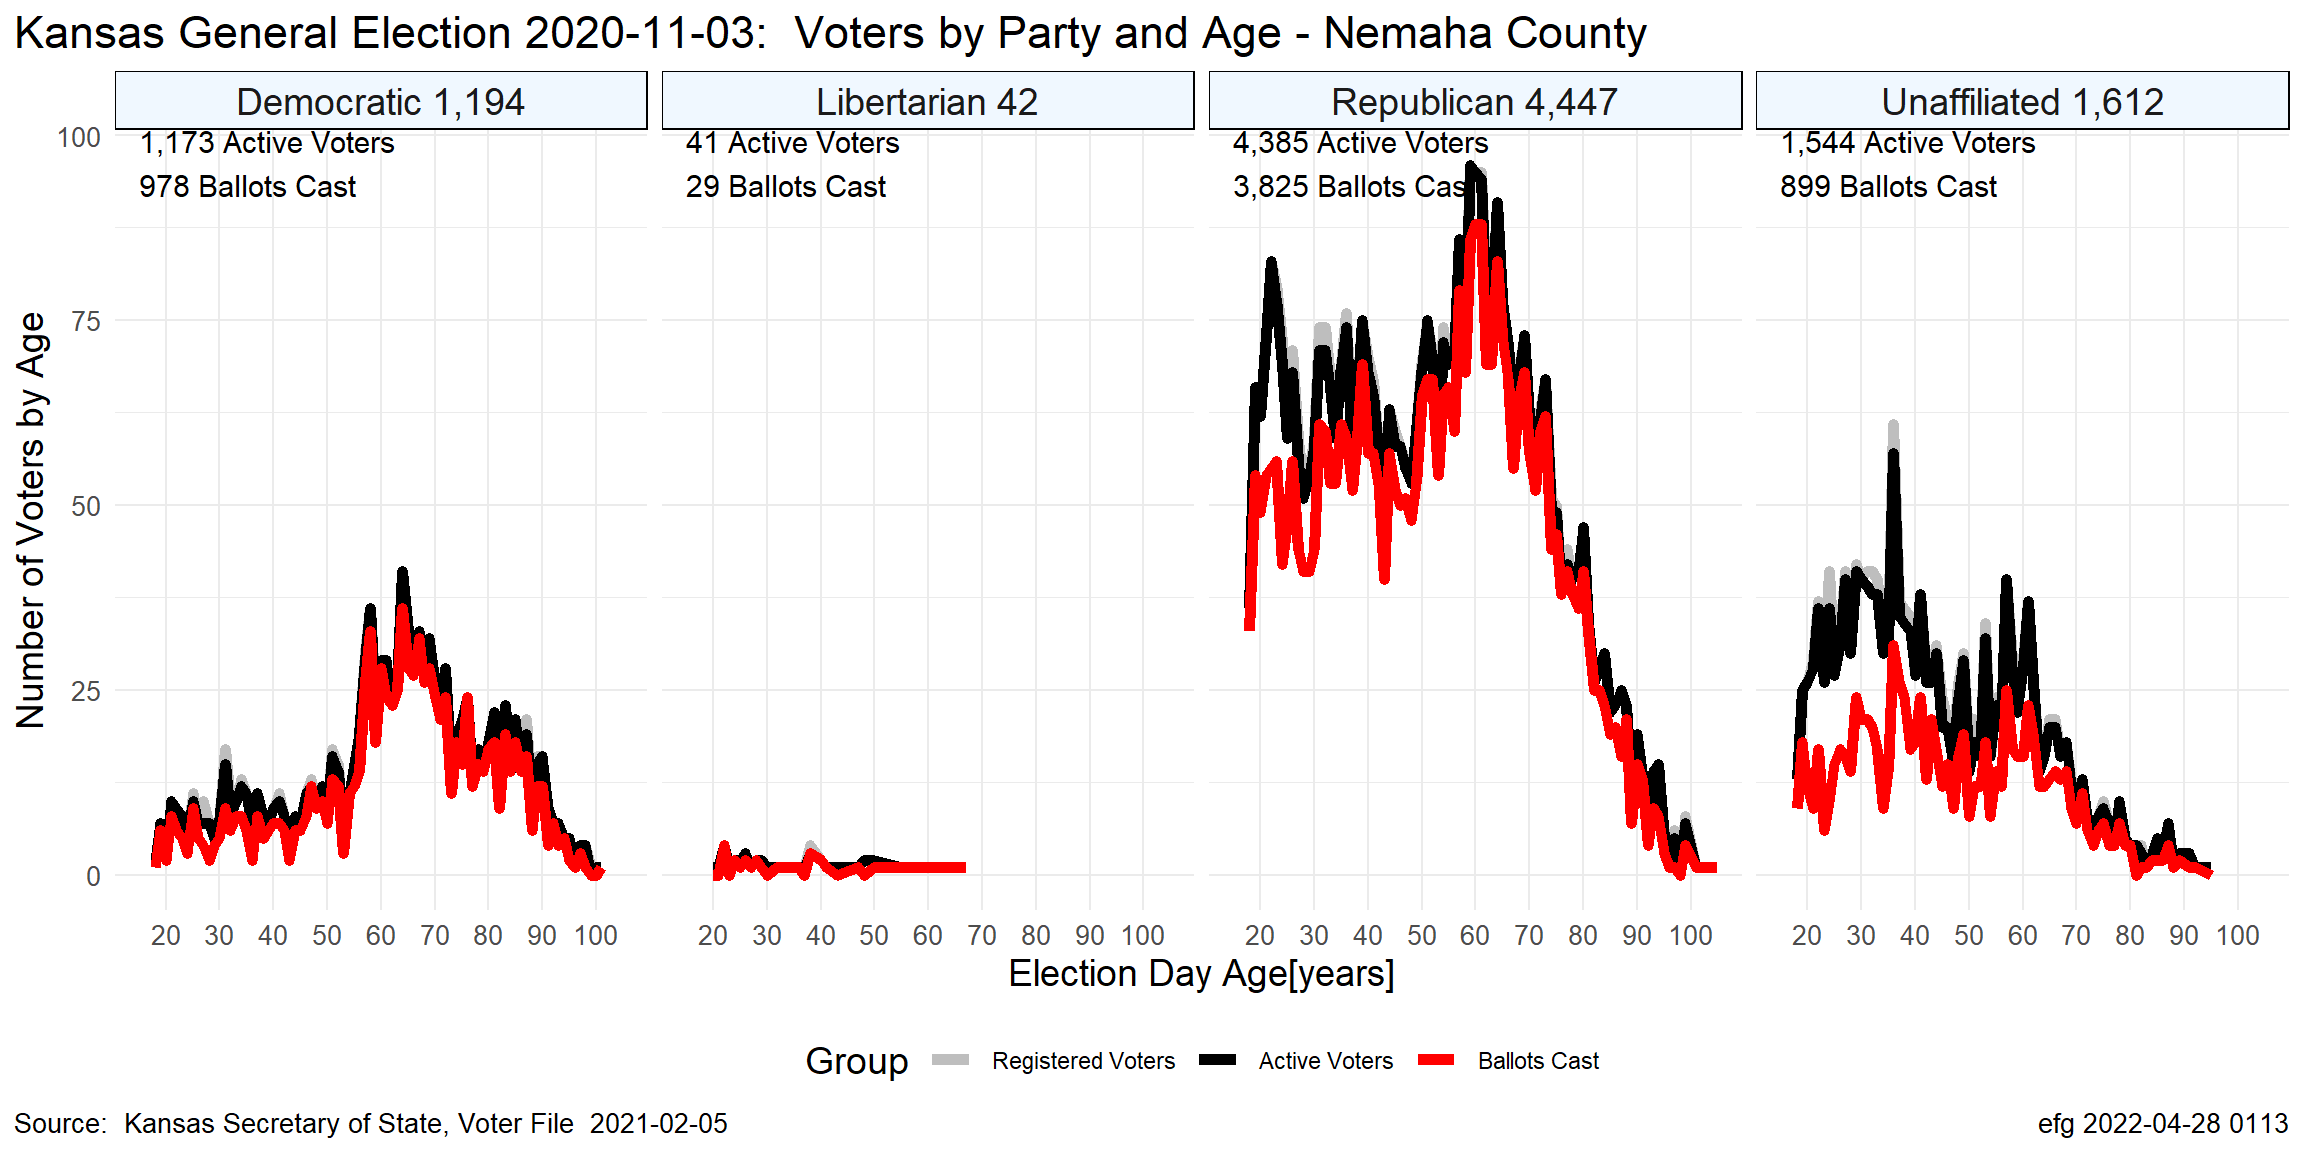 Kansas General Election 2020-11-03:  Voters by Party and Age - Nemaha County
Democratic 1,194
Libertarian 42
Republican 4,447
Unaffiliated 1,612
1,173 Active Voters
978 Ballots Cast
41 Active Voters
29 Ballots Cast
4,385 Active Voters
3,825 Ballots Cast
1,544 Active Voters
899 Ballots Cast
Number of Voters by Age
100
75
50
25
0
20 30 40 50 60 70 80 90 100
20 30 40 50 60 70 80 90 100
20 30 40 50 60 70 80 90 100
20 30 40 50 60 70 80 90 100
Election Day Age[years]
Group Registered Voters Active Voters Ballots Cast
Source:  Kansas Secretary of State, Voter File  2021-02-05
efg 2022-04-28 0113